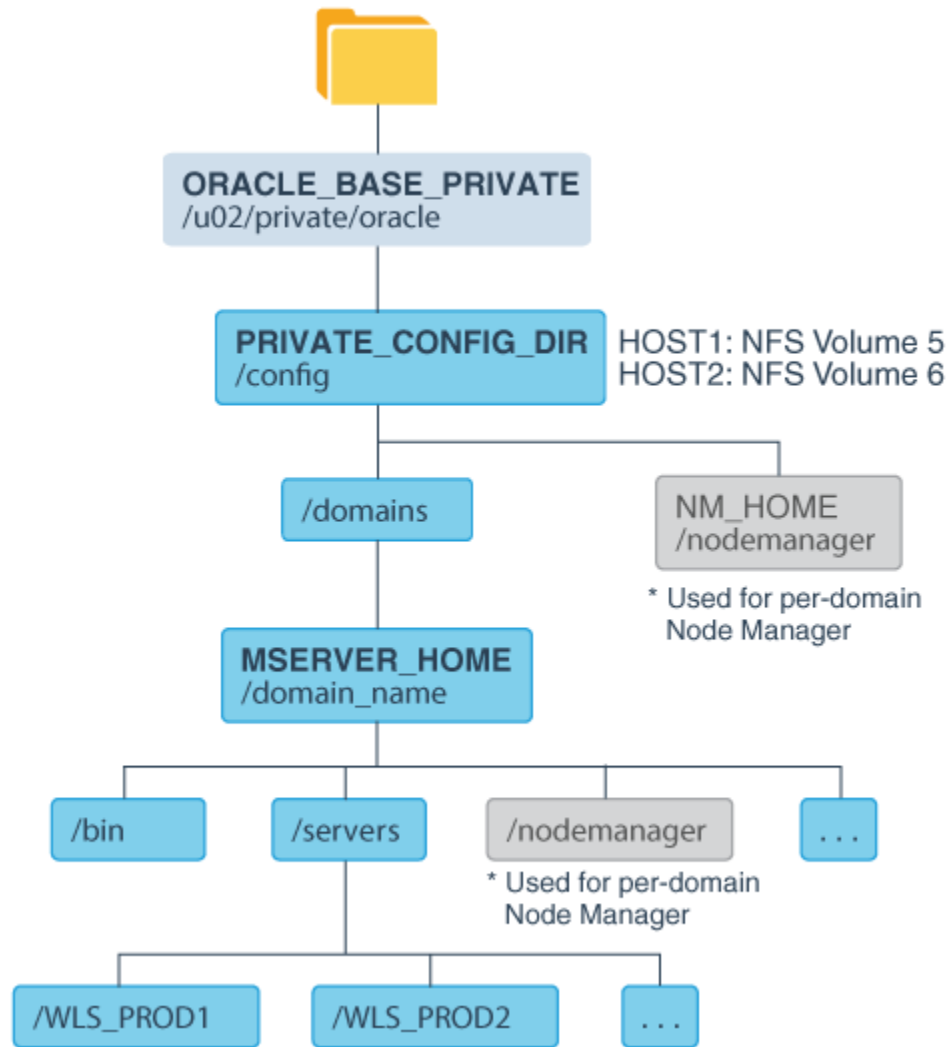 ORACLE_BASE_PRIVATE
/u02/private/oracle
PRIVATE_CONFIG_DIR
/config
HOST1: NFS Volume 5
HOST2: NFS Volume 6
/domains
NM_HOME
/nodemanager
* Used for per-domain
Node Manager
MSERVER_HOME
/domain_name
/bin
/servers
/nodemanager
. . .
* Used for per-domain
Node Manager
/WLS_PROD1
/WLS_PROD2
. . .